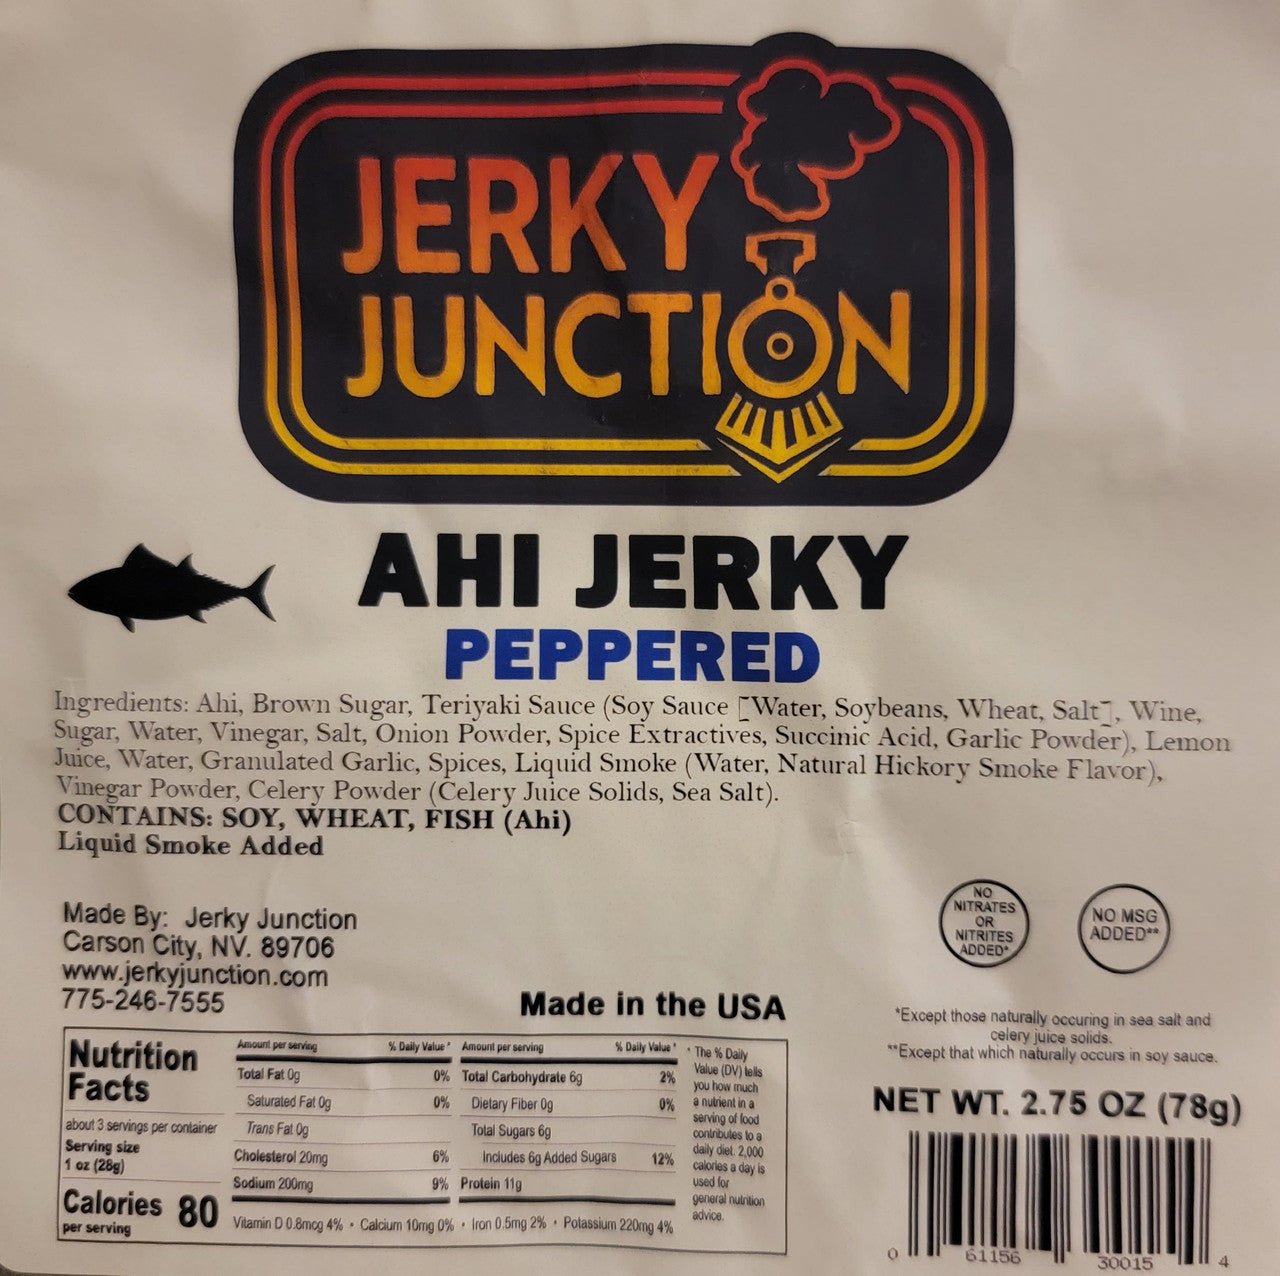 JERKY
JUNCTION
AHI JERKY
PEPPERED
Ingredients: Ahi, Brown Sugar, Teriyaki Sauce (Soy Sauce [Water, Soybeans, Wheat, Salt], Wine,
Sugar, Water, Vinegar, Salt, Onion Powder, Spice Extractives, Succinic Acid, Garlic Powder), Lemon
Juice, Water, Granulated Garlic, Spices, Liquid Smoke (Water, Natural Hickory Smoke Flavor),
Vinegar Powder, Celery Powder (Celery Juice Solids, Sea Salt).
CONTAINS: SOY, WHEAT, FISH (Ahi)
Liquid Smoke Added
Made By: Jerky Junction
Carson City, NV. 89706
www.jerkyjunction.com
775-246-7555
Made in the USA
NO
NITRATES
OR
NITRITES
ADDED*
NO MSG
ADDED**
*Except those naturally occuring in sea salt and
celery juice solids.
**Except that which naturally occurs in soy sauce.
NET WT. 2.75 OZ (78g)
Nutrition
Facts
about 3 servings per container
Serving size
1 oz (28g)
Calories 80
per serving
Amount per serving % Daily Value*
Total Fat 0g 0%
Saturated Fat 0g 0%
Trans Fat 0g
Cholesterol 20mg 6%
Sodium 200mg 9%
Amount per serving % Daily Value*
Total Carbohydrate 6g 2%
Dietary Fiber 0g 0%
Total Sugars 6g
Includes 6g Added Sugars 12%
Protein 11g
Vitamin D 0.8mcg 4% • Calcium 10mg 0% • Iron 0.5mg 2% • Potassium 220mg 4%
* The % Daily
Value (DV) tells
you how much
a nutrient in a
serving of food
contributes to a
daily diet. 2,000
calories a day is
used for
general nutrition
advice.
0 61156 30015 4